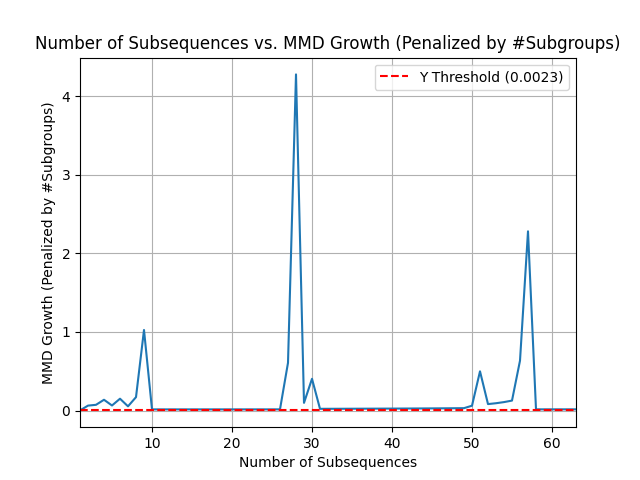 Number of Subsequences vs. MMD Growth (Penalized by #Subgroups)
Y Threshold (0.0023)
MMD Growth (Penalized by #Subgroups)
4
3
2
1
0
10 20 30 40 50 60
Number of Subsequences